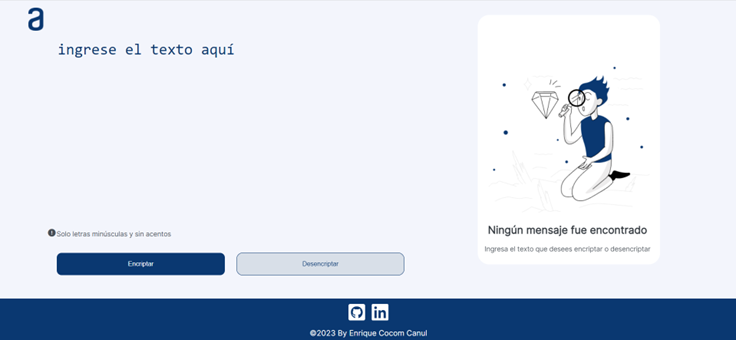 a
ingrese el texto aquí
Solo letras minúsculas y sin acentos
Encriptar
Desencriptar
Ningún mensaje fue encontrado
Ingresa el texto que desees encriptar o desencriptar
in
©2023 By Enrique Cocom Canul